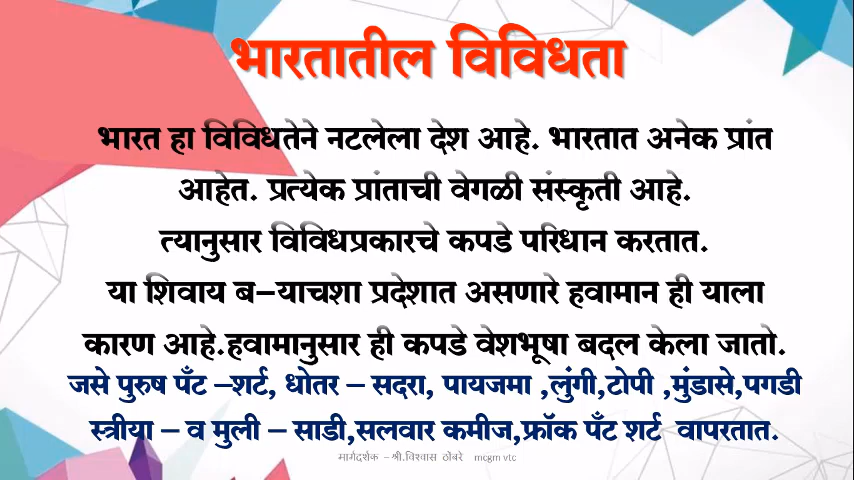 भारतातील विविधता
भारत हा विविधतेने नटलेला देश आहे. भारतात अनेक प्रांत
आहेत. प्रत्येक प्रांताची वेगळी संस्कृती आहे.
त्यानुसार विविधप्रकारचे कपडे परिधान करतात.
या शिवाय ब–याचशा प्रदेशात असणारे हवामान ही याला
कारण आहे.हवामानुसार ही कपडे वेशभूषा बदल केला जातो.
जसे पुरुष पँट –शर्ट, धोतर – सदरा, पायजमा ,लुंगी,टोपी ,मुंडासे,पगडी
स्त्रीया – व मुली – साडी,सलवार कमीज,फ्रॉक पँट शर्ट वापरतात.
मार्गदर्शक – श्री.विश्वास ठोंबरे mcgm vtc